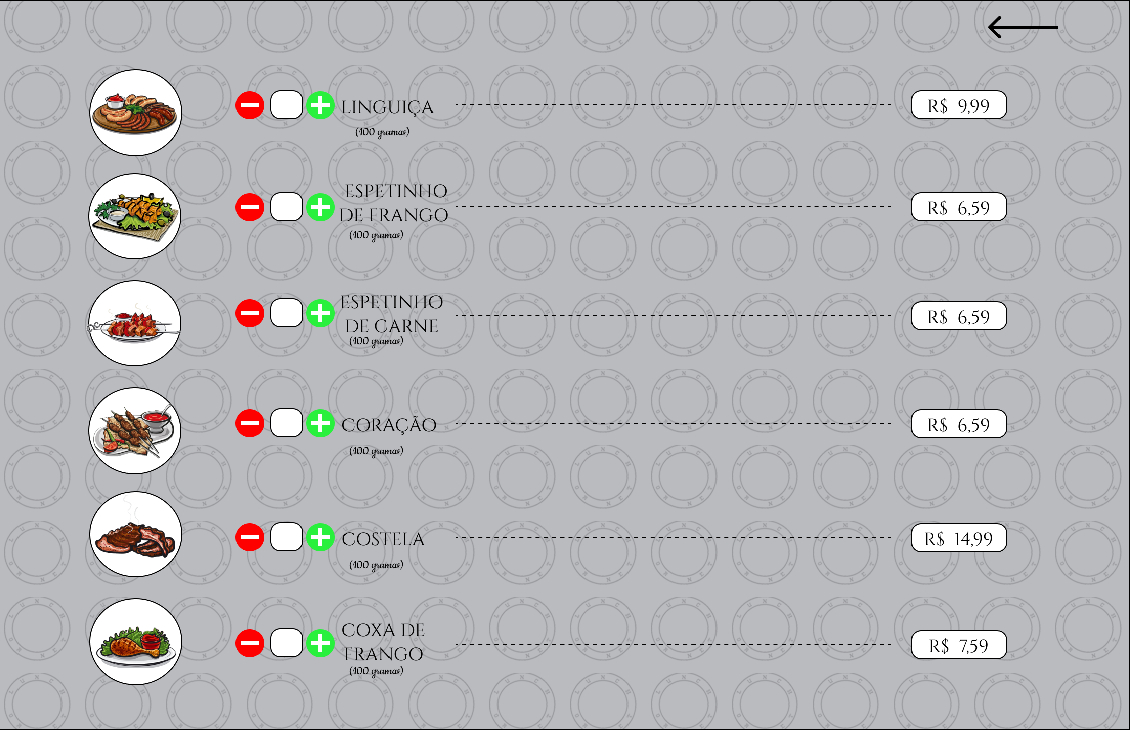 LINGUIÇA
R$ 9,99
(100 gramas)
ESPETINHO
DE FRANGO
R$ 6,59
(100 gramas)
ESPETINHO
DE CARNE
R$ 6,59
(100 gramas)
CORAÇÃO
R$ 6,59
(100 gramas)
COSTELA
R$ 14,99
(100 gramas)
COXA DE
FRANGO
R$ 7,59
(100 gramas)